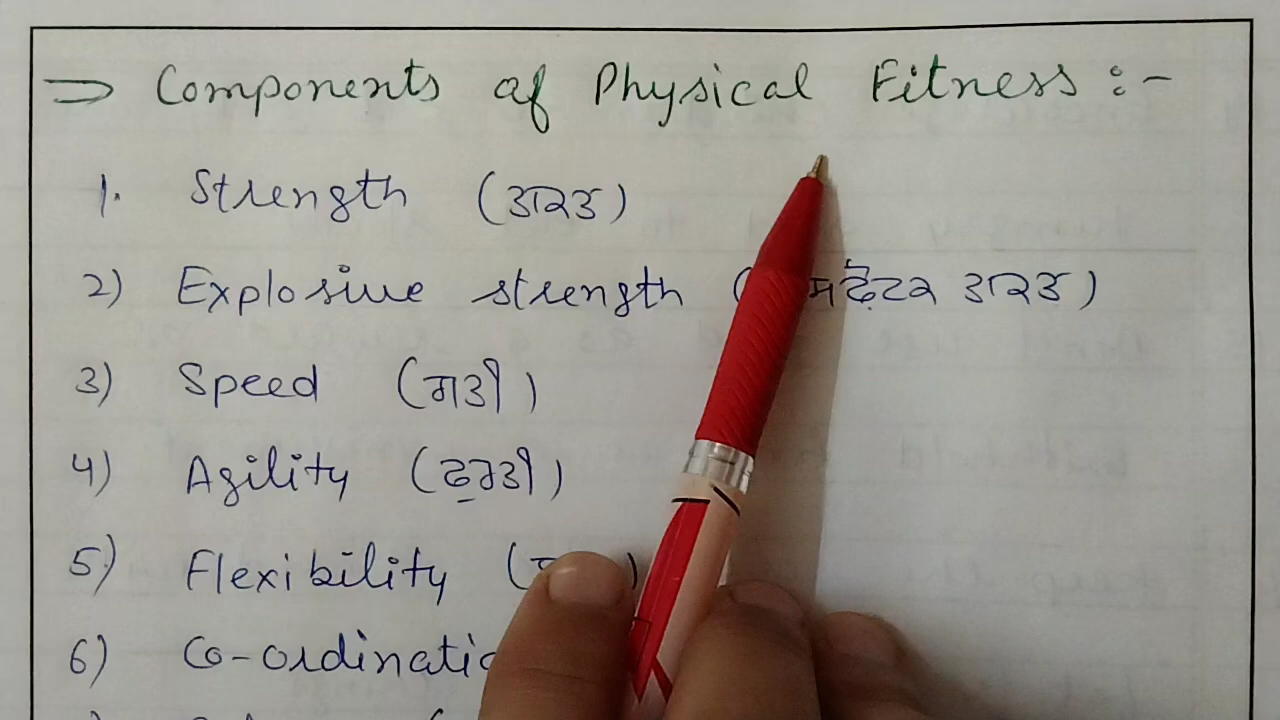 ⇒ Components of Physical Fitness :-
1. Strength (ਤਾਕਤ)
2) Explosive strength ( ਤਾਕਤ)
3) Speed (ਗਤੀ)
4) Agility (ਫੁਰਤੀ)
5) Flexibility (
6) Co-ordinatio